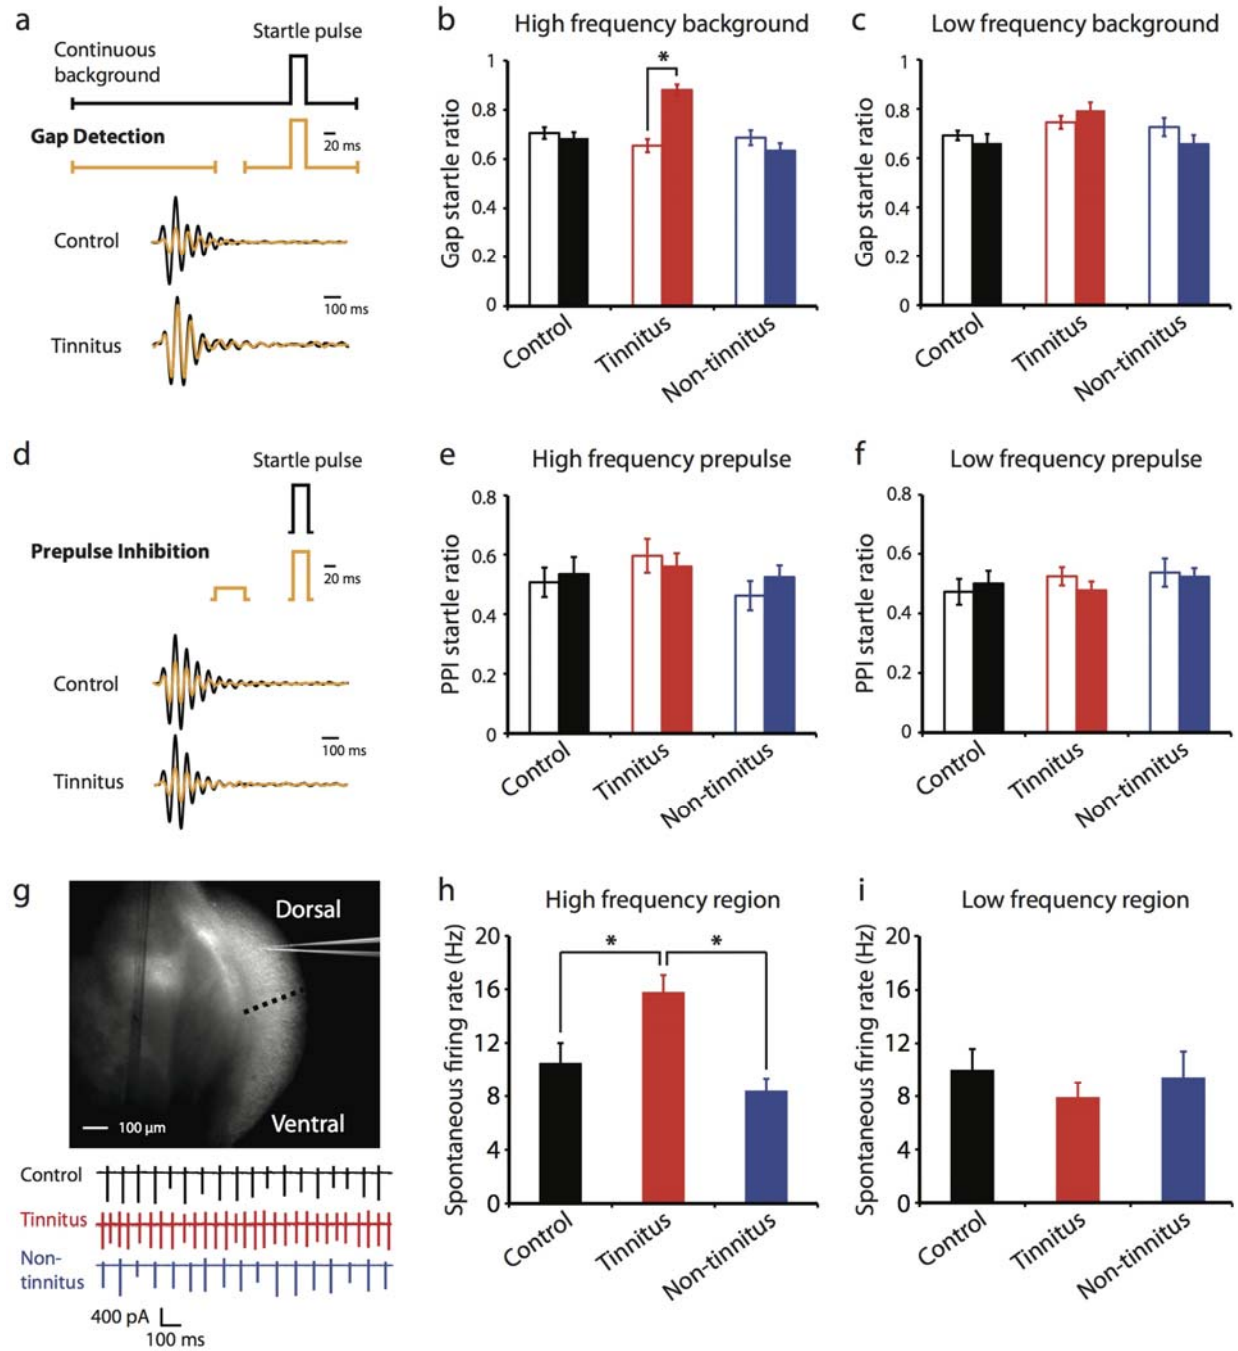 a
Continuous
background
Startle pulse
Gap Detection
20 ms
Control
100 ms
Tinnitus
b
High frequency background
Gap startle ratio
1
0.8
0.6
0.4
0.2
0
*
Control
Tinnitus
Non-tinnitus
c
Low frequency background
Gap startle ratio
1
0.8
0.6
0.4
0.2
0
Control
Tinnitus
Non-tinnitus
d
Startle pulse
Prepulse Inhibition
20 ms
Control
100 ms
Tinnitus
e
High frequency prepulse
PPI startle ratio
0.8
0.6
0.4
0.2
0
Control
Tinnitus
Non-tinnitus
f
Low frequency prepulse
PPI startle ratio
0.8
0.6
0.4
0.2
0
Control
Tinnitus
Non-tinnitus
g
Dorsal
100 µm
Ventral
Control
Tinnitus
Non-
tinnitus
400 pA
100 ms
h
High frequency region
Spontaneous firing rate (Hz)
20
16
12
8
4
0
*
*
Control
Tinnitus
Non-tinnitus
i
Low frequency region
Spontaneous firing rate (Hz)
20
16
12
8
4
0
Control
Tinnitus
Non-tinnitus